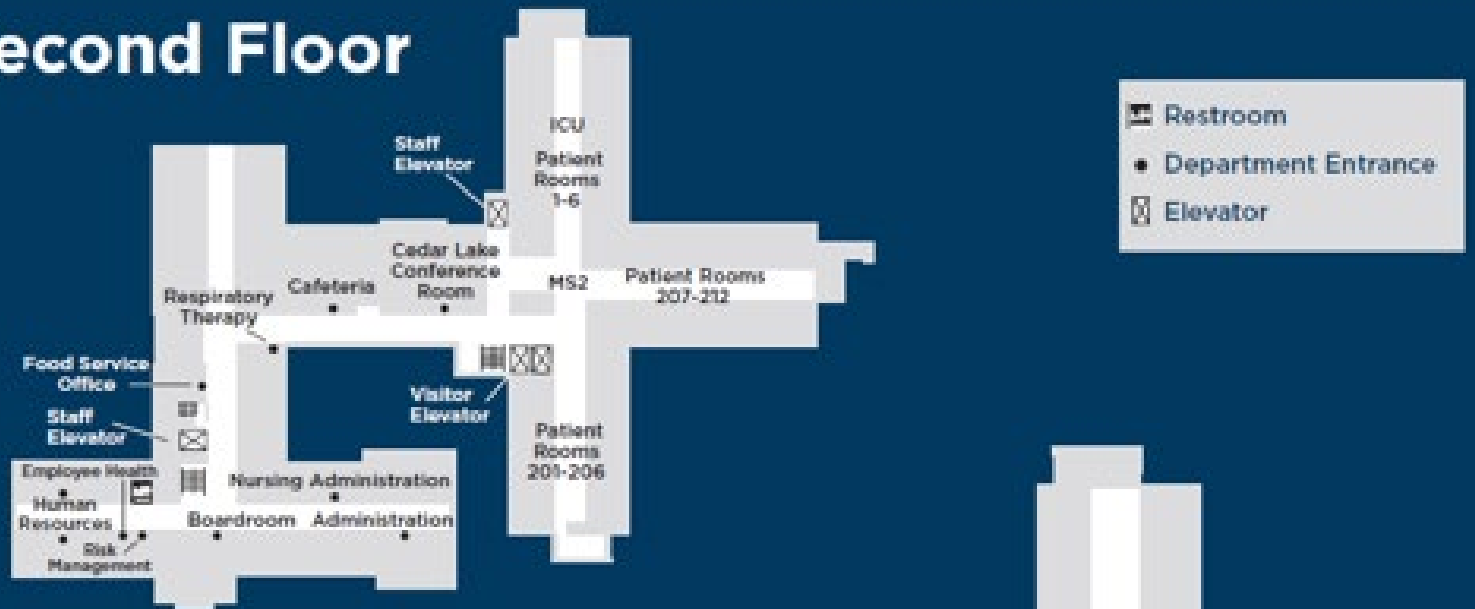 econd Floor
Restroom
Department Entrance
Elevator
ICU
Patient
Rooms
1-6
Staff
Elevator
Cedar Lake
Conference
Room
MS2
Patient Rooms
207-212
Cafeteria
Respiratory
Therapy
Food Service
Office
Staff
Elevator
Visitor
Elevator
Patient
Rooms
201-206
Employee Health
Nursing Administration
Human
Resources
Boardroom
Administration
Risk
Management